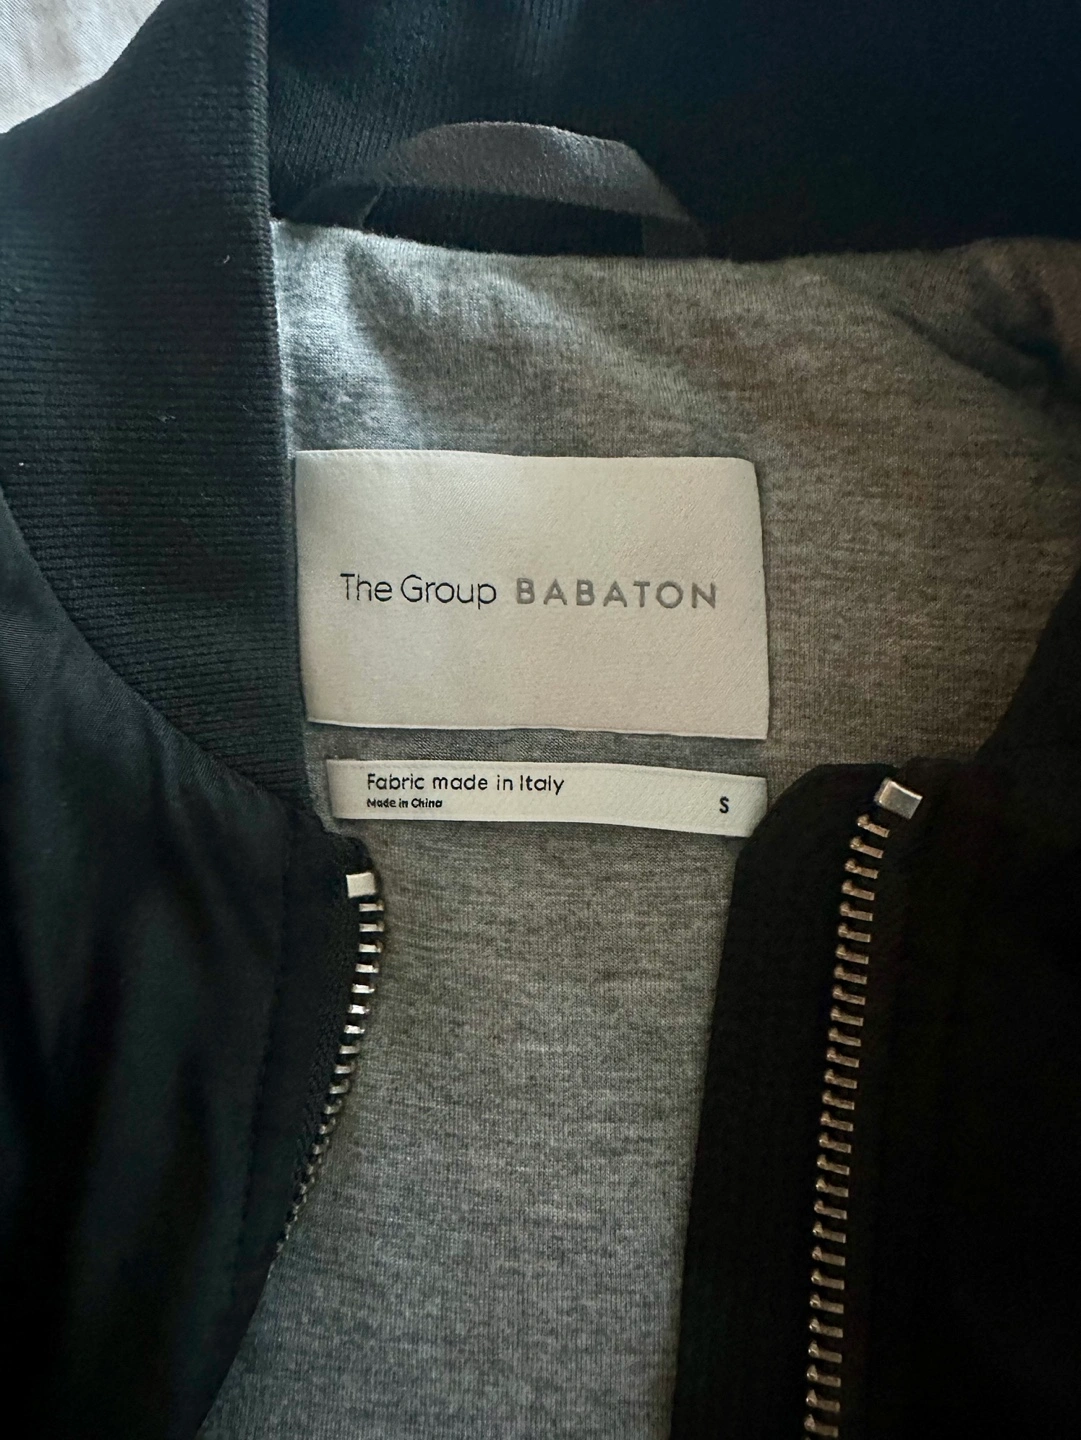 The Group BABATON
Fabric made in Italy
Made in China
S